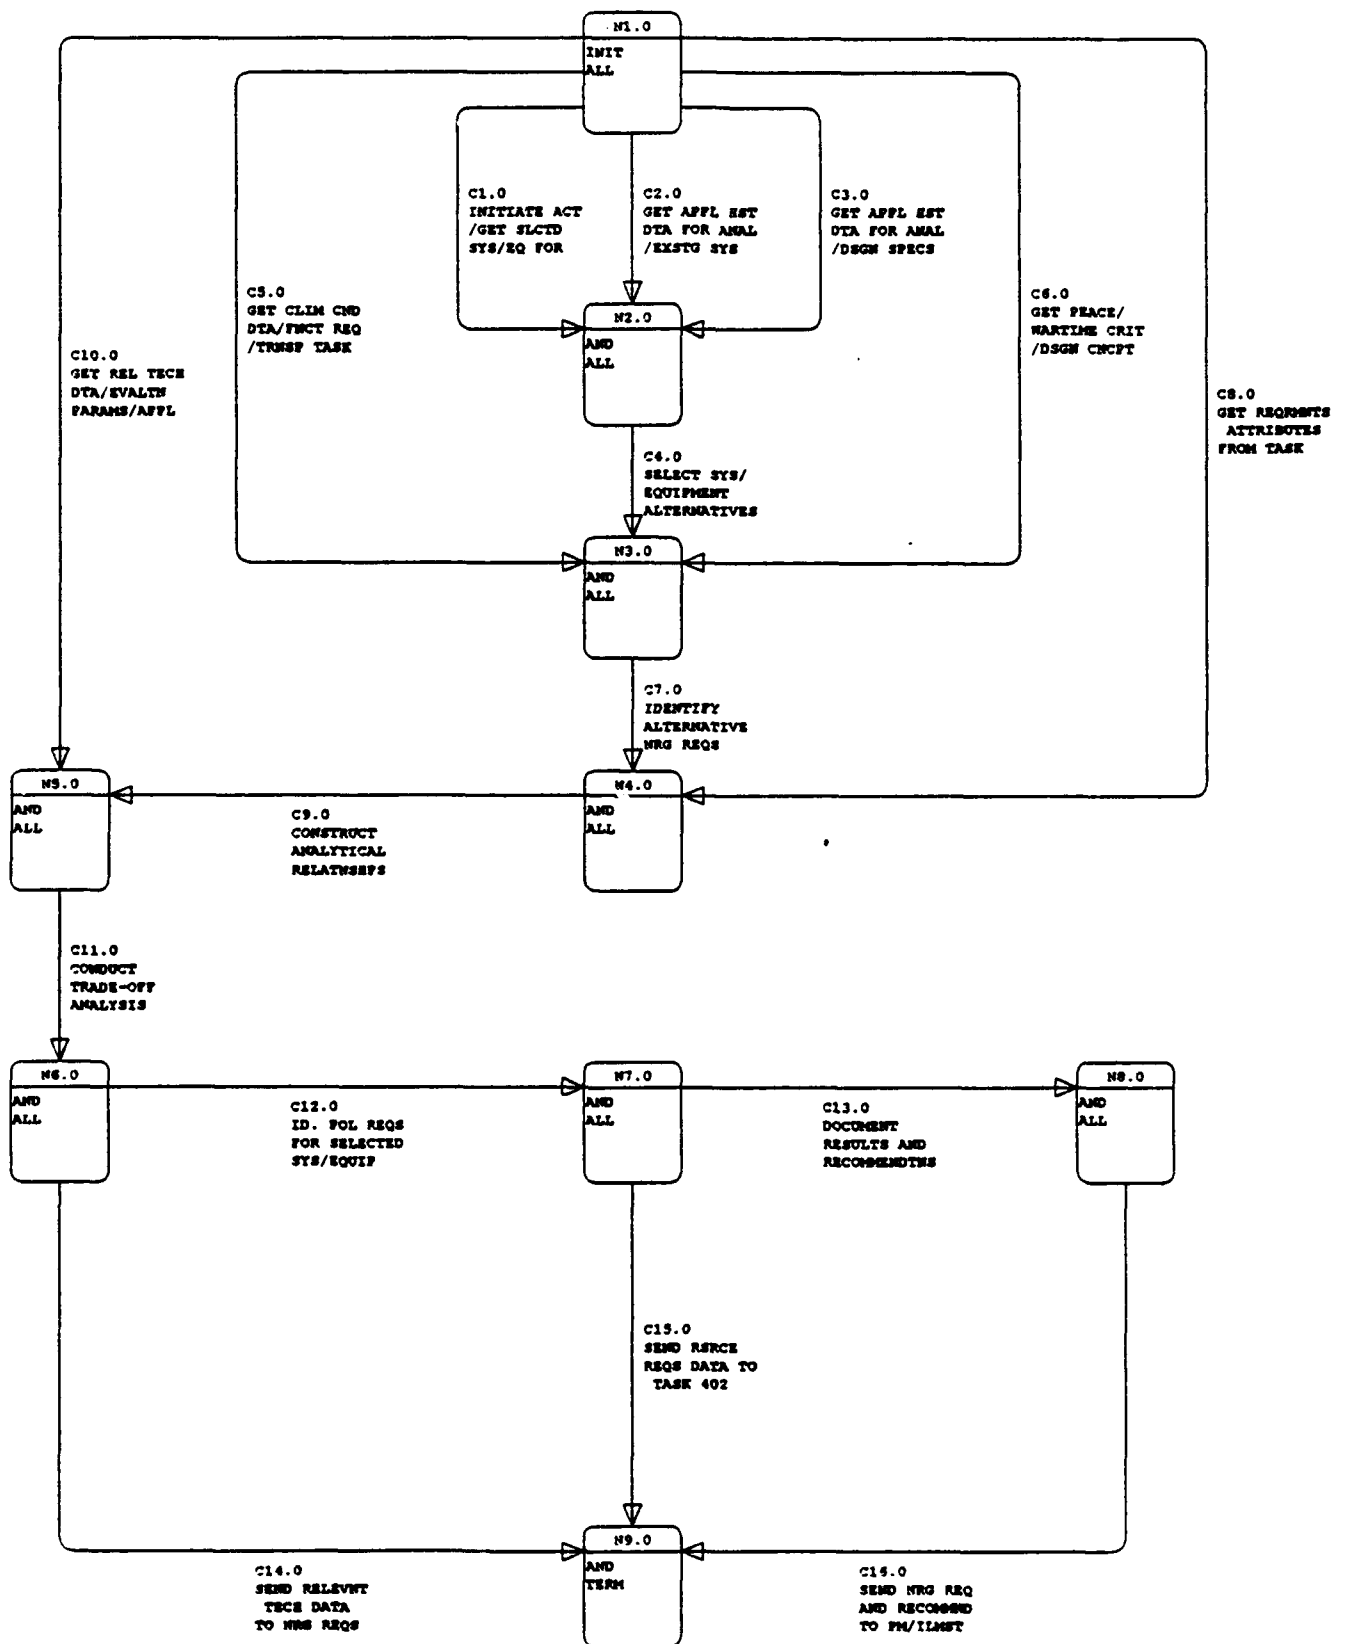 N1.0
INIT
ALL
C1.0
INITIATE ACT
/GET SLCTD
SYS/EQ FOR
C2.0
GET APPL EST
DTA FOR ANAL
/EXSTG SYS
C3.0
GET APPL EST
DTA FOR ANAL
/DSGN SPECS
C5.0
GET CLIM CND
DTA/FNCT REQ
/TRNSP TASK
C6.0
GET PEACE/
WARTIME CRIT
/DSGN CNCPT
N2.0
AND
ALL
C10.0
GET REL TECH
DTA/EVALTN
PARAMS/APPL
C8.0
GET REQRMNTS
ATTRIBUTES
FROM TASK
C4.0
SELECT SYS/
EQUIPMENT
ALTERNATIVES
N3.0
AND
ALL
C7.0
IDENTIFY
ALTERNATIVE
NRG REQS
N5.0
AND
ALL
C9.0
CONSTRUCT
ANALYTICAL
RELATNSHPS
N4.0
AND
ALL
C11.0
CONDUCT
TRADE-OFF
ANALYSIS
N6.0
AND
ALL
C12.0
ID. POL REQS
FOR SELECTED
SYS/EQUIP
N7.0
AND
ALL
C13.0
DOCUMENT
RESULTS AND
RECOMMENDTNS
N8.0
AND
ALL
C15.0
SEND RSRCE
REQS DATA TO
TASK 402
C14.0
SEND RELEVNT
TECH DATA
TO NRG REQS
N9.0
AND
TERM
C16.0
SEND NRG REQ
AND RECOMMND
TO PM/ILMST